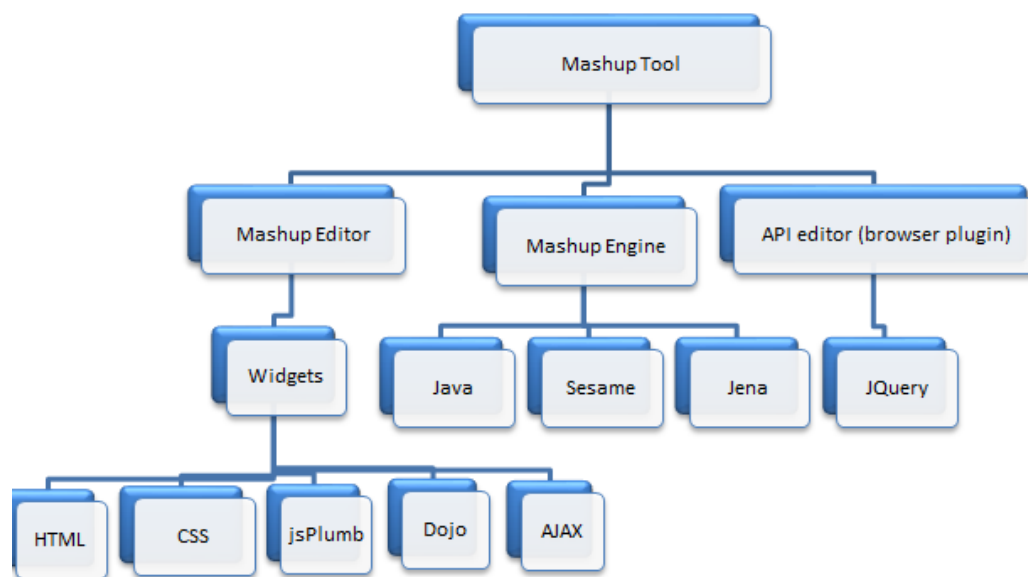 Mashup Tool
Mashup Editor
Mashup Engine
API editor (browser plugin)
Widgets
Java
Sesame
Jena
JQuery
HTML
CSS
jsPlumb
Dojo
AJAX